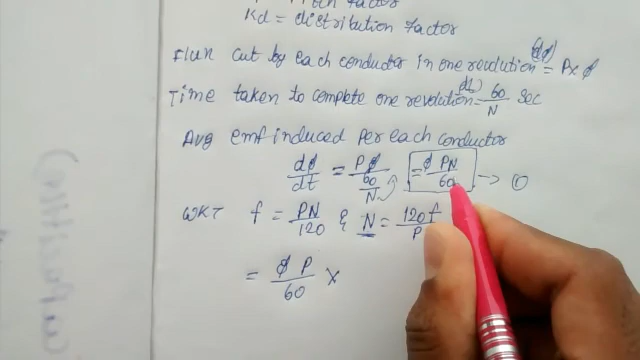 factor
Kd = distribution factor
Flux cut by each conductor in one revolution (dϕ) = P× ϕ
Time taken to complete one revolution (dt) = 60/N sec
Avg emf induced per each conductor
dϕ/dt = Pϕ/(60/N) = ϕPN/60 → ①
WKT f = PN/120 & N = 120f/P
= ϕP/60 ×